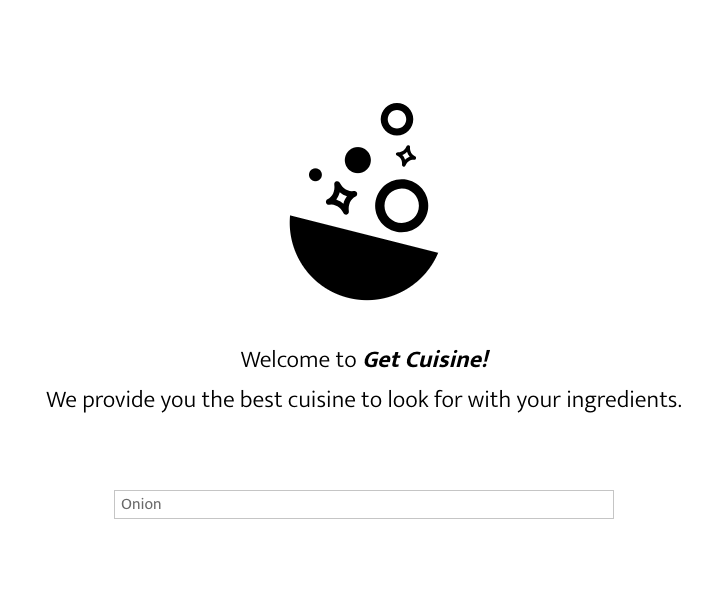 Welcome to Get Cuisine!
We provide you the best cuisine to look for with your ingredients.
Onion